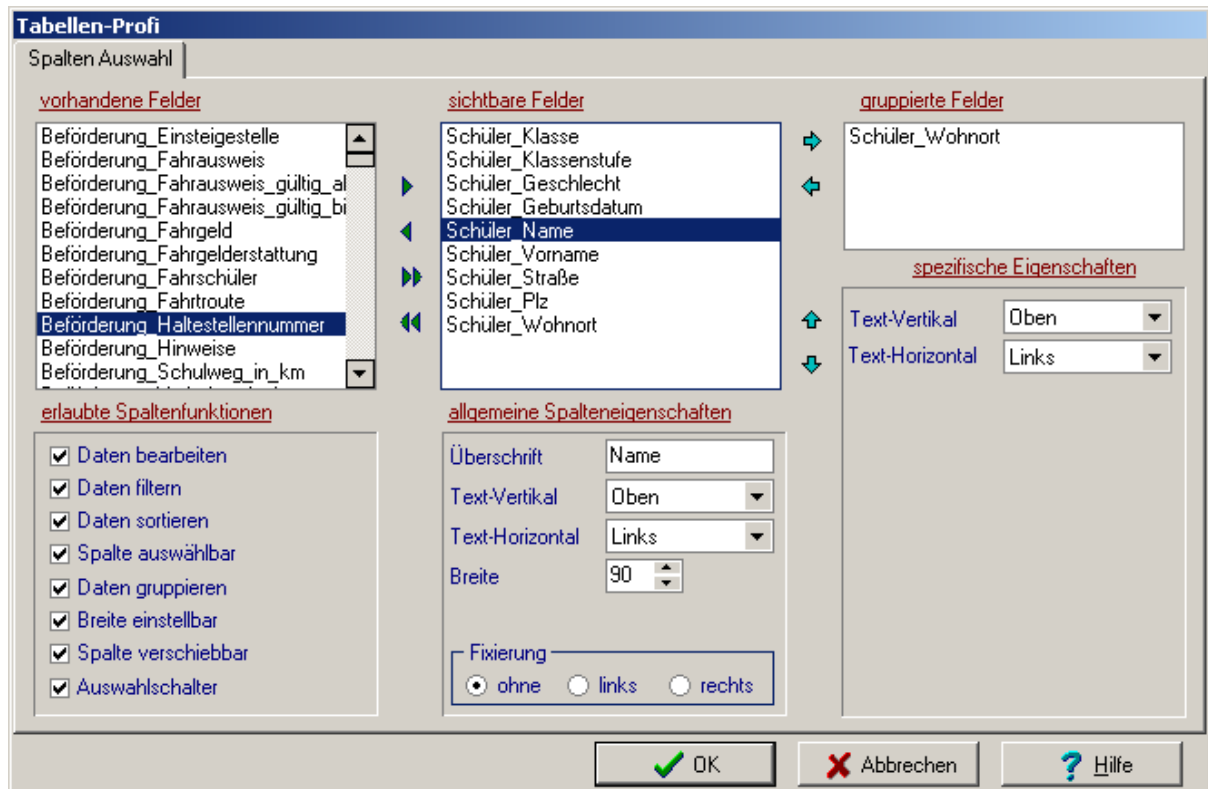 Tabellen-Profi
Spalten Auswahl
vorhandene Felder
Beförderung_Einsteigestelle
Beförderung_Fahrausweis
Beförderung_Fahrausweis_gültig_al
Beförderung_Fahrausweis_gültig_bi
Beförderung_Fahrgeld
Beförderung_Fahrgelderstattung
Beförderung_Fahrschüler
Beförderung_Fahrtroute
Beförderung_Haltestellennummer
Beförderung_Hinweise
Beförderung_Schulweg_in_km
sichtbare Felder
Schüler_Klasse
Schüler_Klassenstufe
Schüler_Geschlecht
Schüler_Geburtsdatum
Schüler_Name
Schüler_Vorname
Schüler_Straße
Schüler_Plz
Schüler_Wohnort
gruppierte Felder
Schüler_Wohnort
spezifische Eigenschaften
Text-Vertikal Oben
Text-Horizontal Links
erlaubte Spaltenfunktionen
Daten bearbeiten
Daten filtern
Daten sortieren
Spalte auswählbar
Daten gruppieren
Breite einstellbar
Spalte verschiebbar
Auswahlschalter
allgemeine Spalteneigenschaften
Überschrift Name
Text-Vertikal Oben
Text-Horizontal Links
Breite 90
Fixierung
ohne links rechts
OK Abbrechen Hilfe